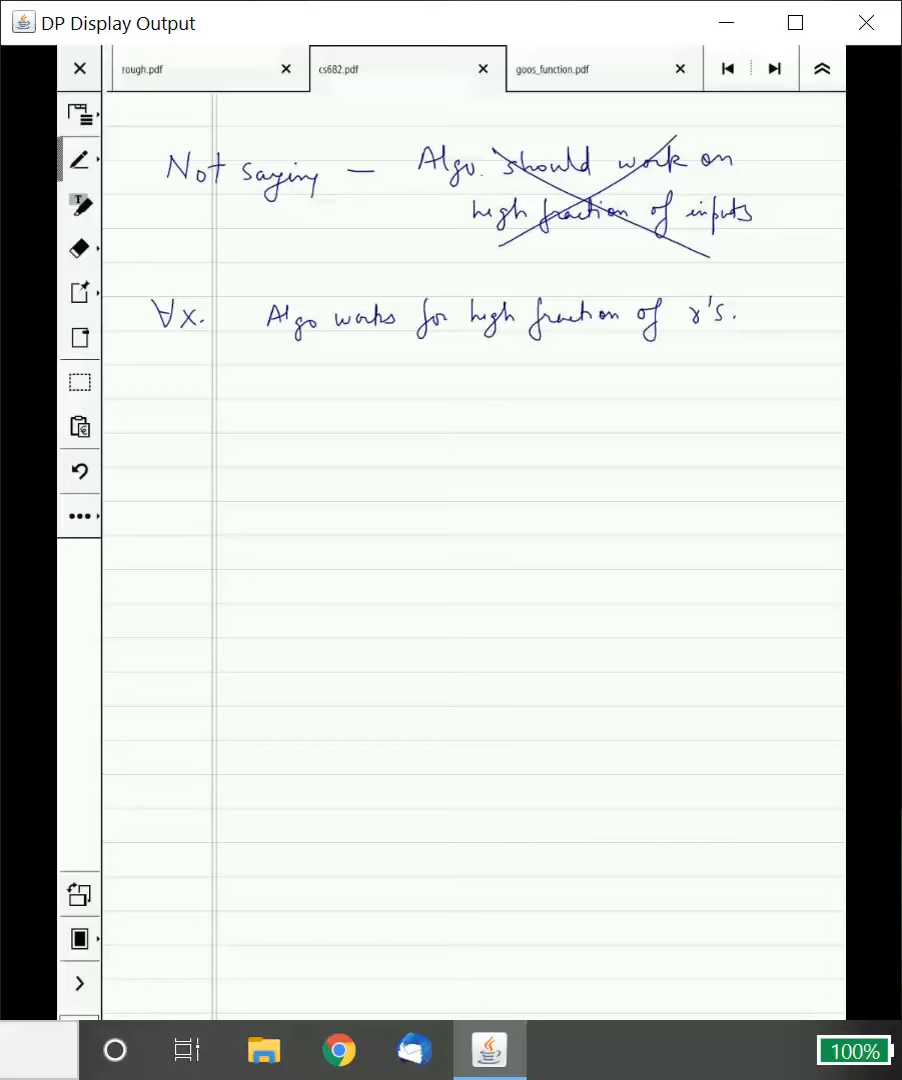 DP Display Output
rough.pdf
cs682.pdf
goos_function.pdf
Not saying — Algo. should work on
high fraction of inputs
∀x. Algo works for high fraction of r's.
100%